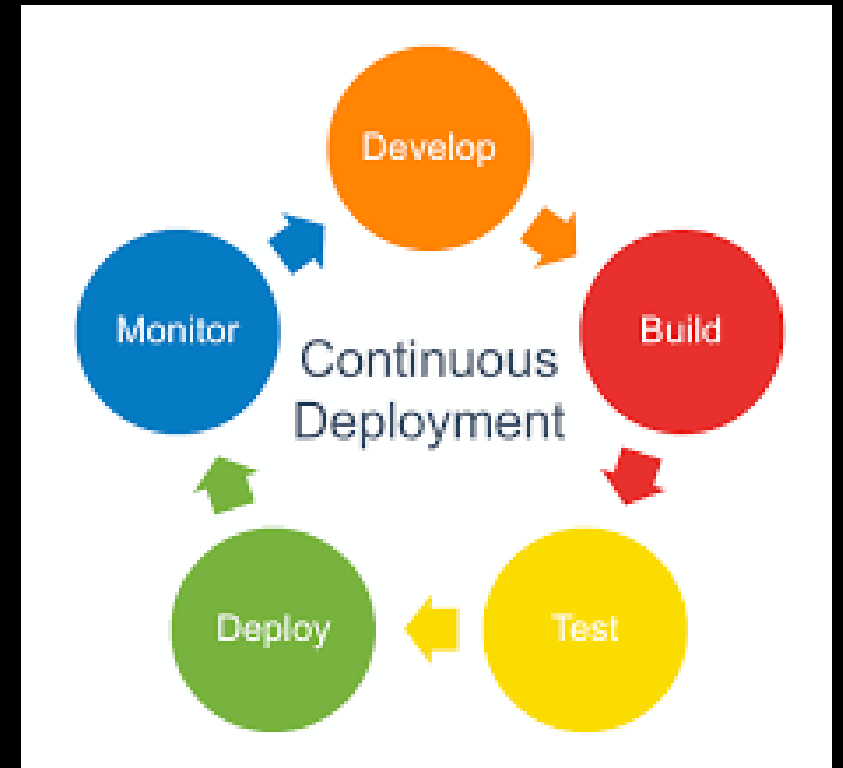 Develop
Monitor
Build
Continuous
Deployment
Deploy
Test